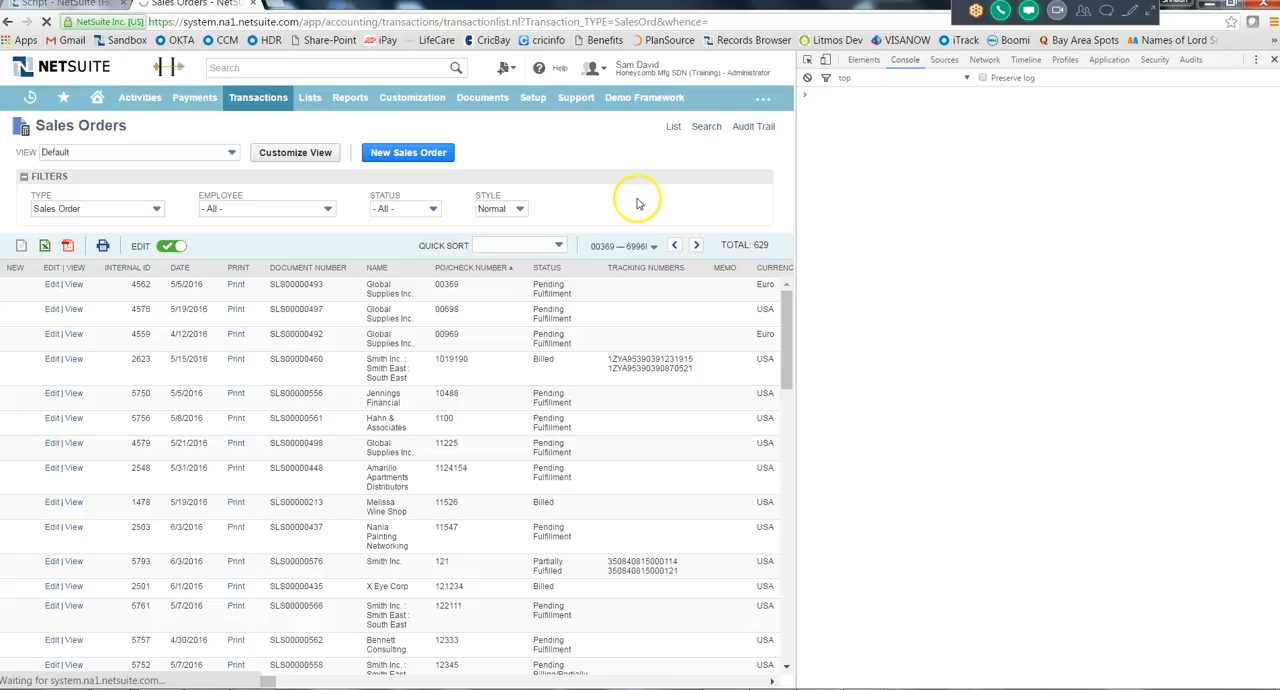 Script - NetSuite (
Sales Orders - NetSuite
NetSuite Inc. [US]
https://system.na1.netsuite.com/app/accounting/transactions/transactionlist.nl?Transaction_TYPE=SalesOrd&whence=
Apps Gmail Sandbox OKTA CCM HDR Share-Point iPay LifeCare CricBay cricinfo Benefits PlanSource Records Browser Litmos Dev VISANOW iTrack Boomi Bay Area Spots Names of Lord
NETSUITE
Search
Help
Sam David
Honeycomb Mfg SDN (Training) - Administrator
Elements Console Sources Network Timeline Profiles Application Security Audits
top
Preserve log
Activities Payments Transactions Lists Reports Customization Documents Setup Support Demo Framework
Sales Orders
List Search Audit Trail
VIEW Default Customize View New Sales Order
FILTERS
TYPE EMPLOYEE STATUS STYLE
Sales Order - All - - All - Normal
EDIT QUICK SORT 00369 — 6996 TOTAL: 629
NEW EDIT | VIEW INTERNAL ID DATE PRINT DOCUMENT NUMBER NAME PO/CHECK NUMBER STATUS TRACKING NUMBERS MEMO CURRENC
Edit | View 4562 5/5/2016 Print SLS00000493 Global Supplies Inc. 00369 Pending Fulfillment Euro
Edit | View 4576 5/19/2016 Print SLS00000497 Global Supplies Inc. 00698 Pending Fulfillment USA
Edit | View 4559 4/12/2016 Print SLS00000492 Global Supplies Inc. 00969 Pending Fulfillment Euro
Edit | View 2623 5/15/2016 Print SLS00000460 Smith Inc. : Smith East : South East 1019190 Billed 1ZYA95390391231915 1ZYA95390390870521 USA
Edit | View 5750 5/5/2016 Print SLS00000556 Jennings Financial 10488 Pending Fulfillment USA
Edit | View 5756 5/8/2016 Print SLS00000561 Hahn & Associates 1100 Pending Fulfillment USA
Edit | View 4579 5/21/2016 Print SLS00000498 Global Supplies Inc. 11225 Pending Fulfillment USA
Edit | View 2548 5/31/2016 Print SLS00000448 Amarillo Apartments Distributors 1124154 Pending Fulfillment USA
Edit | View 1478 5/19/2016 Print SLS00000213 Melissa Wine Shop 11526 Billed USA
Edit | View 2503 6/3/2016 Print SLS00000437 Nania Painting Networking 11547 Pending Fulfillment USA
Edit | View 5793 6/3/2016 Print SLS00000576 Smith Inc. 121 Partially Fulfilled 350840815000114 350840815000121 USA
Edit | View 2501 6/1/2016 Print SLS00000435 X Eye Corp 121234 Billed USA
Edit | View 5761 5/7/2016 Print SLS00000566 Smith Inc. : Smith East : South East 122111 Pending Fulfillment USA
Edit | View 5757 4/30/2016 Print SLS00000562 Bennett Consulting 12333 Pending Fulfillment USA
Edit | View 5752 5/7/2016 Print SLS00000558 Smith Inc. : Smith East : 12345 Pending Billing/Partially USA
Waiting for system.na1.netsuite.com...